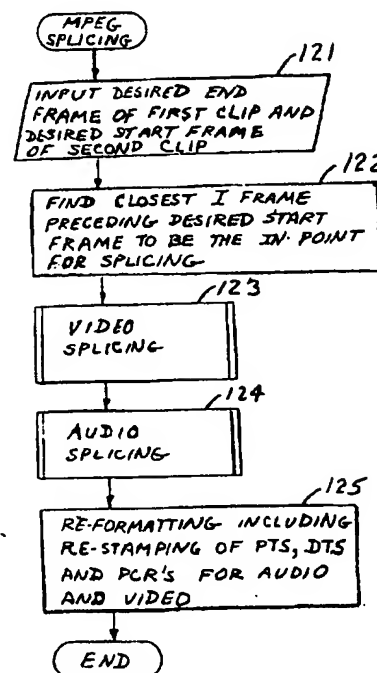 MPEG
SPLICING
121
INPUT DESIRED END
FRAME OF FIRST CLIP AND
DESIRED START FRAME
OF SECOND CLIP
122
FIND CLOSEST I FRAME
PRECEDING DESIRED START
FRAME TO BE THE IN-POINT
FOR SPLICING
123
VIDEO
SPLICING
124
AUDIO
SPLICING
125
RE-FORMATTING INCLUDING
RE-STAMPING OF PTS, DTS
AND PCR'S FOR AUDIO
AND VIDEO
END